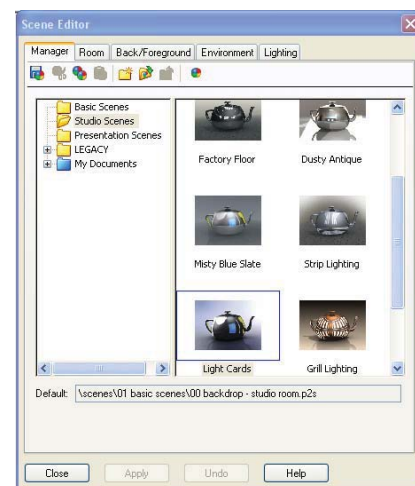 Scene Editor
Manager Room Back/Foreground Environment Lighting
Basic Scenes
Studio Scenes
Presentation Scenes
LEGACY
My Documents
Factory Floor Dusty Antique
Misty Blue Slate Strip Lighting
Light Cards Grill Lighting
Default: \scenes\01 basic scenes\00 backdrop - studio room.p2s
Close Apply Undo Help